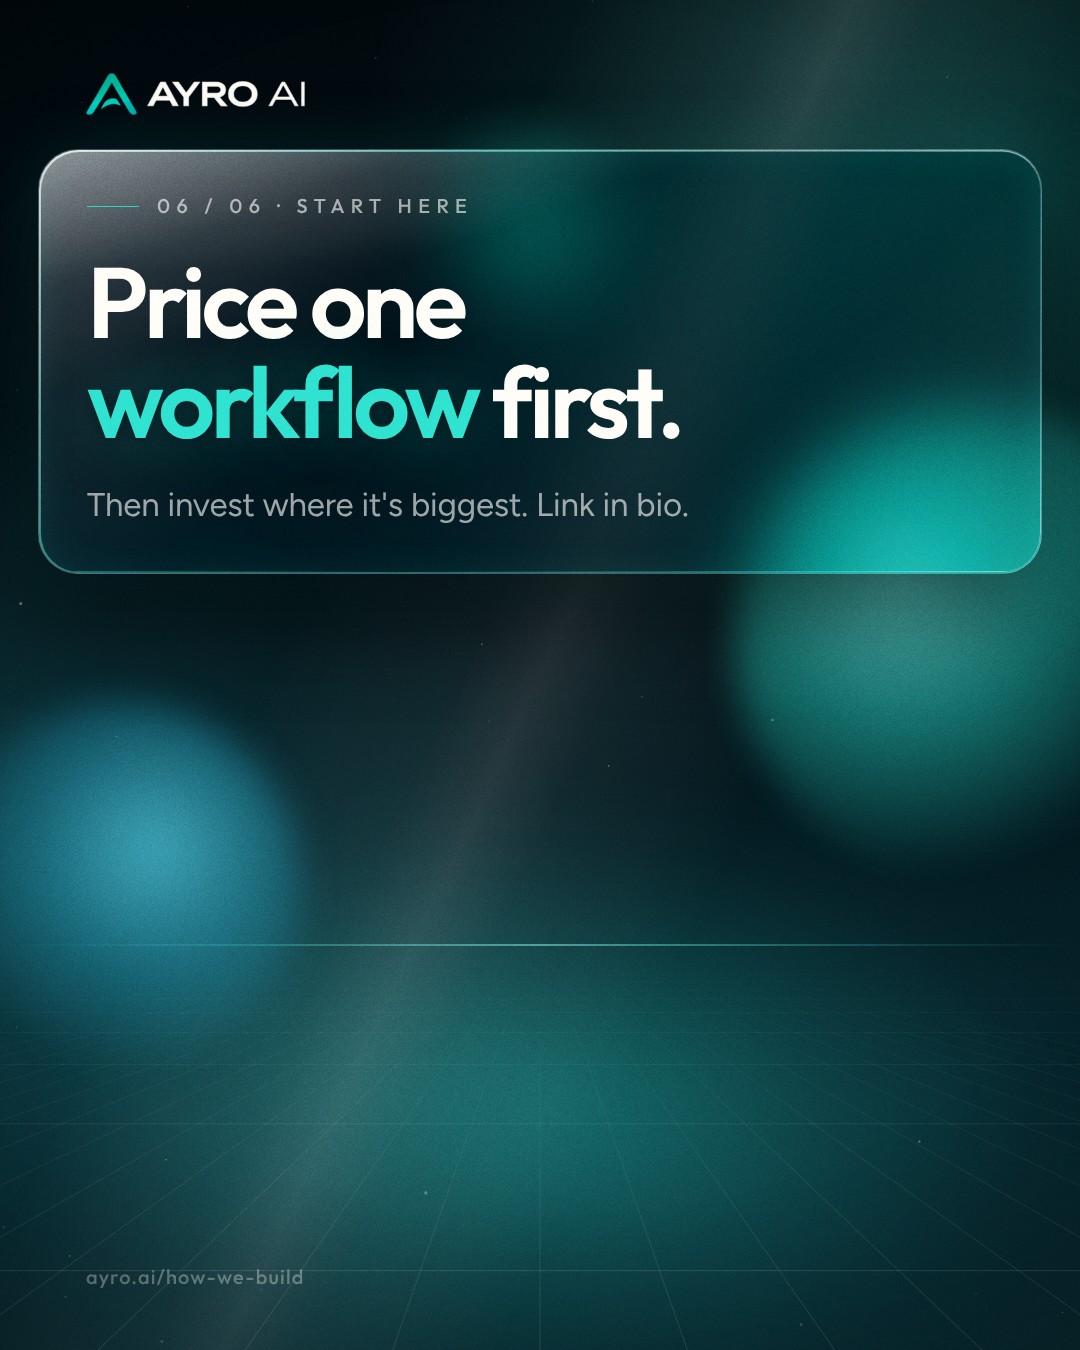 AYRO AI
06 / 06 · START HERE
Price one
workflow first.
Then invest where it's biggest. Link in bio.
ayro.ai/how-we-build